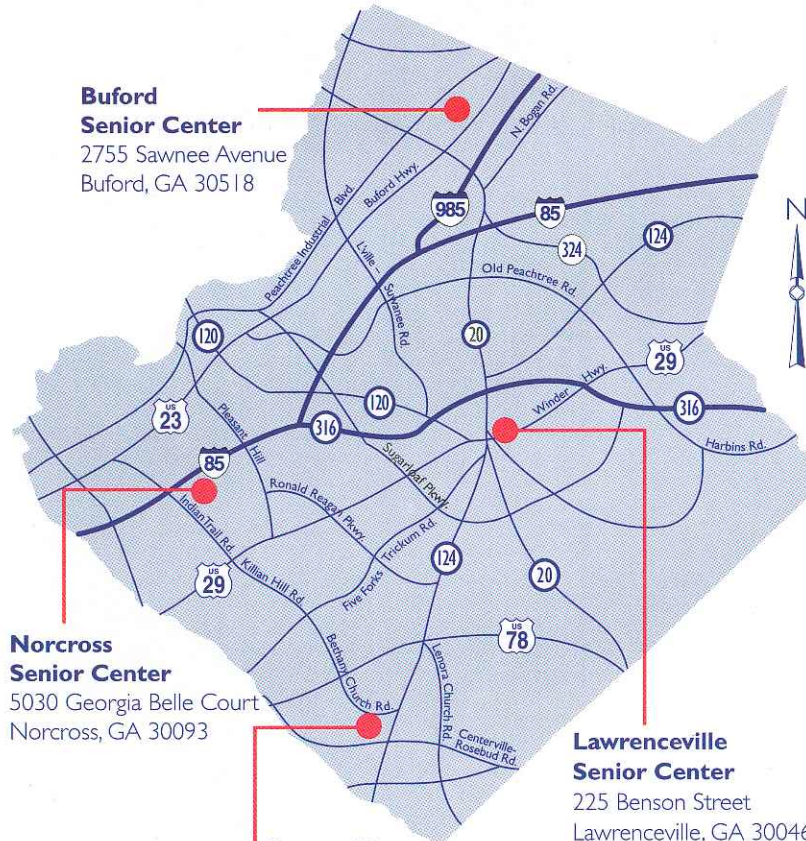 Buford
Senior Center
2755 Sawnee Avenue
Buford, GA 30518
N. Bogan Rd.
Peachtree Industrial Blvd.
Buford Hwy.
985
85
324
124
N
L'Ville - Suwanee Rd.
Old Peachtree Rd.
120
20
US
29
US
23
120
Winder Hwy.
316
316
Pleasant Hill
85
Sugarloaf Pkwy.
Harbins Rd.
Ronald Reagan Pkwy.
Indian Trail Rd.
Five Forks Trickum Rd.
US
29
Killian Hill Rd.
124
20
US
78
Bethany Church Rd.
Lenora Church Rd.
Centerville-
Rosebud Rd.
Norcross
Senior Center
5030 Georgia Belle Court
Norcross, GA 30093
Lawrenceville
Senior Center
225 Benson Street
Lawrenceville, GA 30046